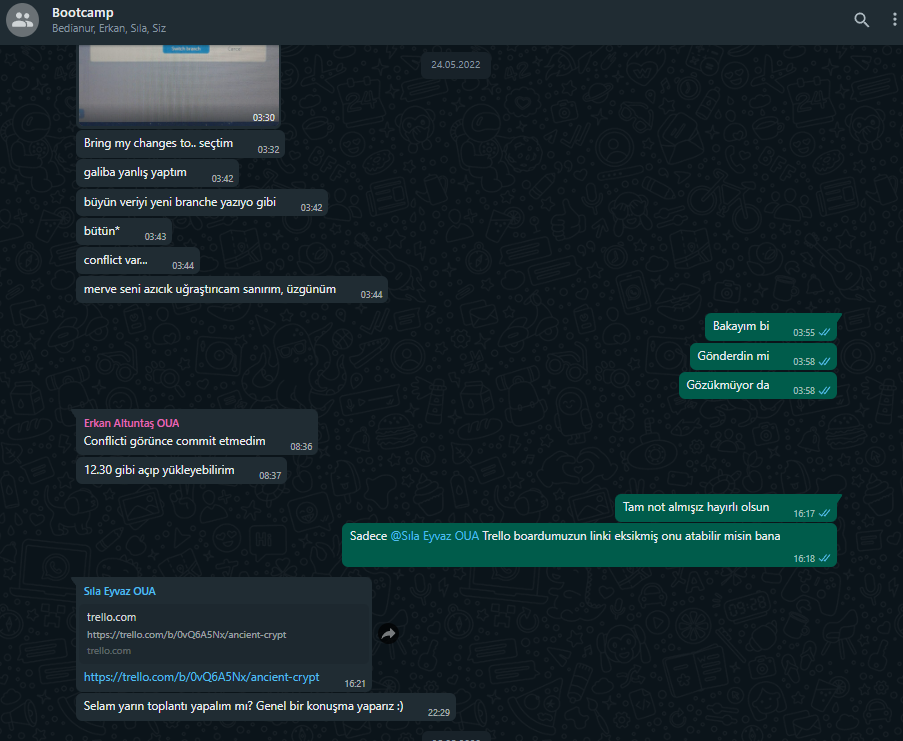 Bootcamp
Bedianur, Erkan, Sıla, Siz
24.05.2022
03:30
Bring my changes to.. seçtim
03:32
galiba yanlış yaptım
03:42
büyün veriyi yeni branche yazıyo gibi
03:42
bütün*
03:43
conflict var...
03:44
merve seni azıcık uğraştırıcam sanırım, üzgünüm
03:44
Bakayım bi
03:55
Gönderdin mi
03:58
Gözükmüyor da
03:58
Erkan Altuntaş OUA
Conflicti görünce commit etmedim
08:36
12.30 gibi açıp yükleyebilirim
08:37
Tam not almışız hayırlı olsun
16:17
Sadece @Sıla Eyvaz OUA Trello boardumuzun linki eksikmiş onu atabilir misin bana
16:18
Sıla Eyvaz OUA
trello.com
https://trello.com/b/0vQ6A5Nx/ancient-crypt
trello.com
https://trello.com/b/0vQ6A5Nx/ancient-crypt
16:21
Selam yarın toplantı yapalım mı? Genel bir konuşma yaparız :)
22:29